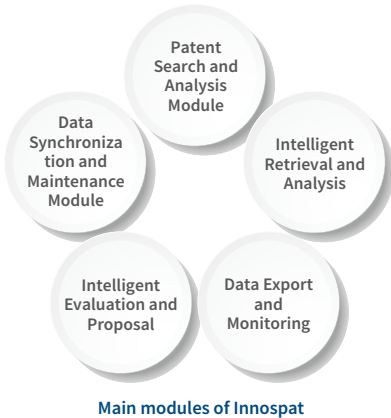 Patent
Search and
Analysis
Module
Data
Synchroniza
tion and
Maintenance
Module
Intelligent
Retrieval and
Analysis
Intelligent
Evaluation and
Proposal
Data Export
and
Monitoring
Main modules of Innospat